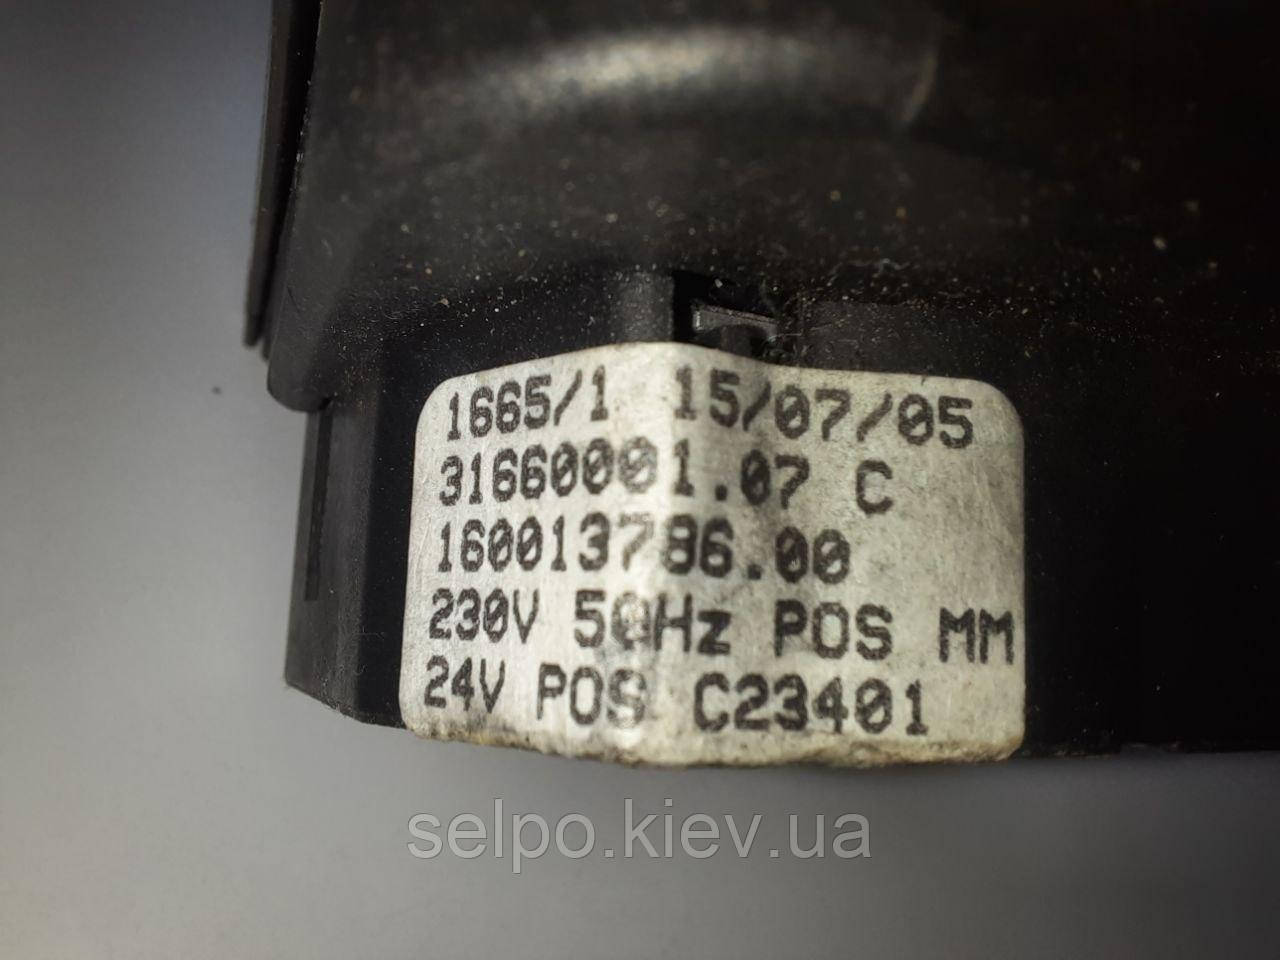 1665/1 15/07/05
31660001.07 C
160013786.00
230V 50Hz POS MM
24V POS C23401
selpo.kiev.ua